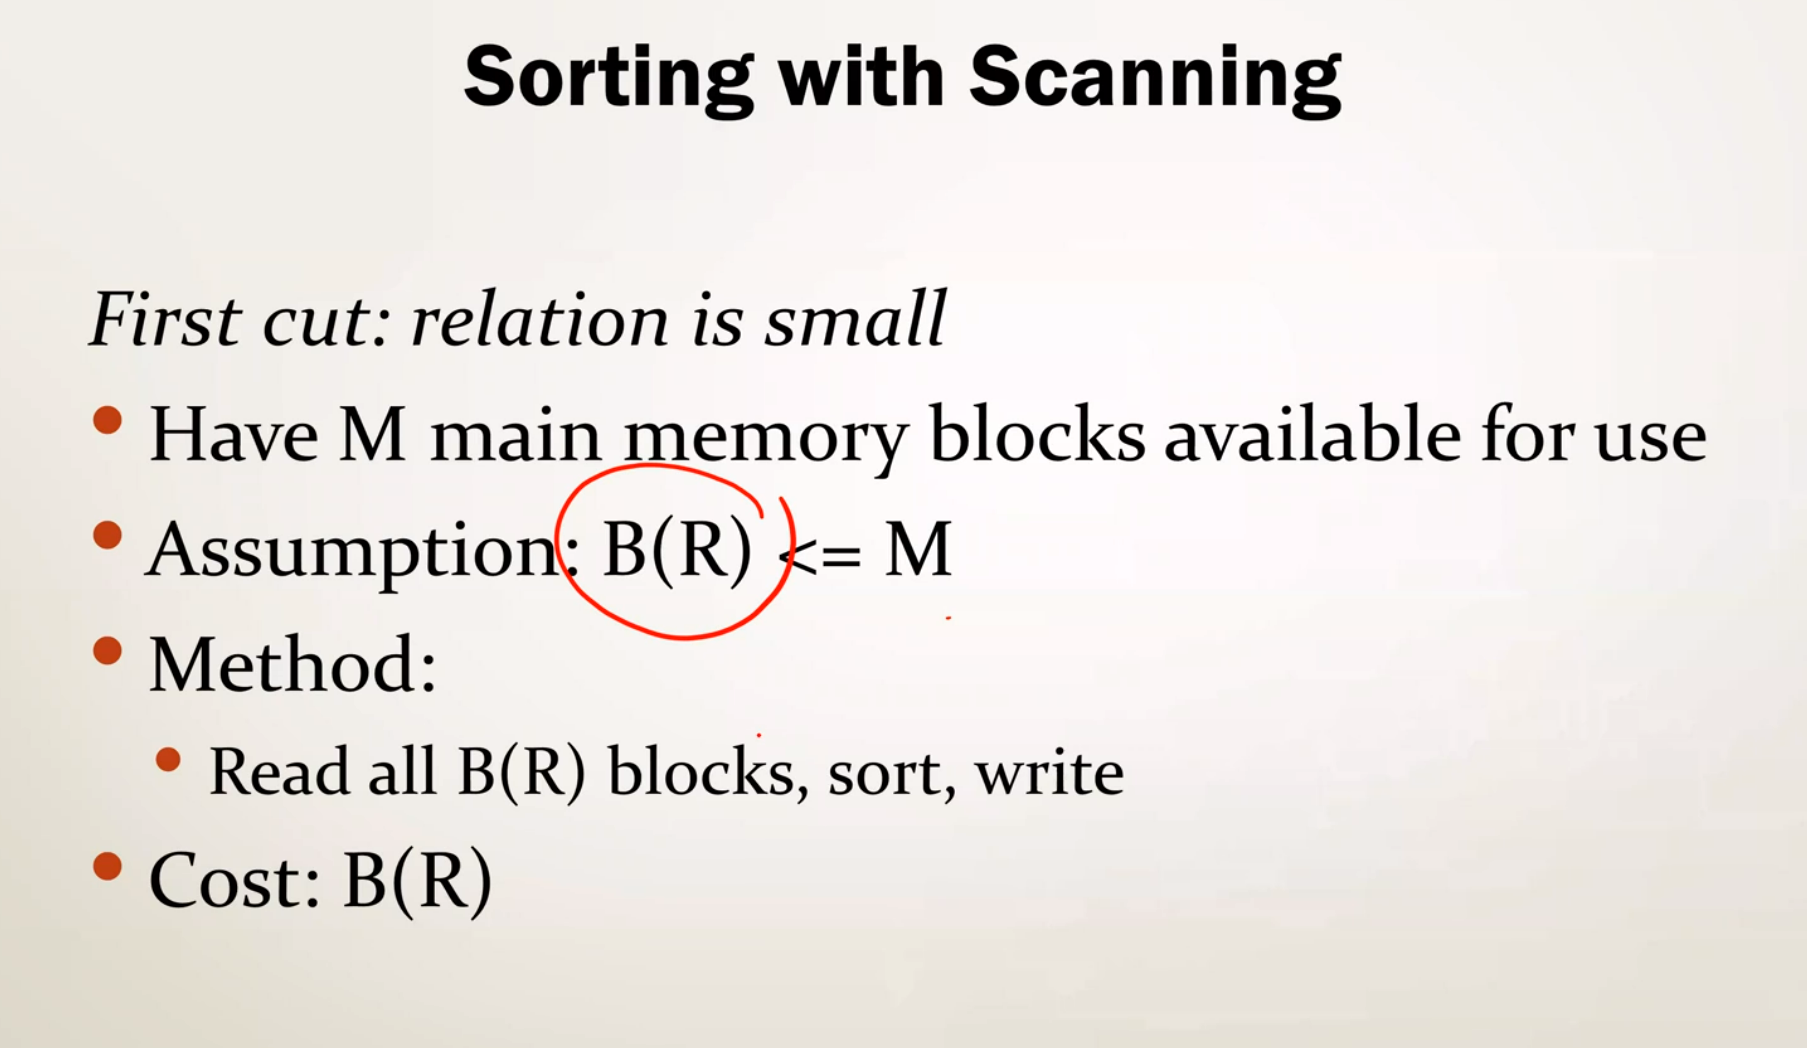 Sorting with Scanning
First cut: relation is small
• Have M main memory blocks available for use
• Assumption: B(R) <= M
• Method:
• Read all B(R) blocks, sort, write
• Cost: B(R)